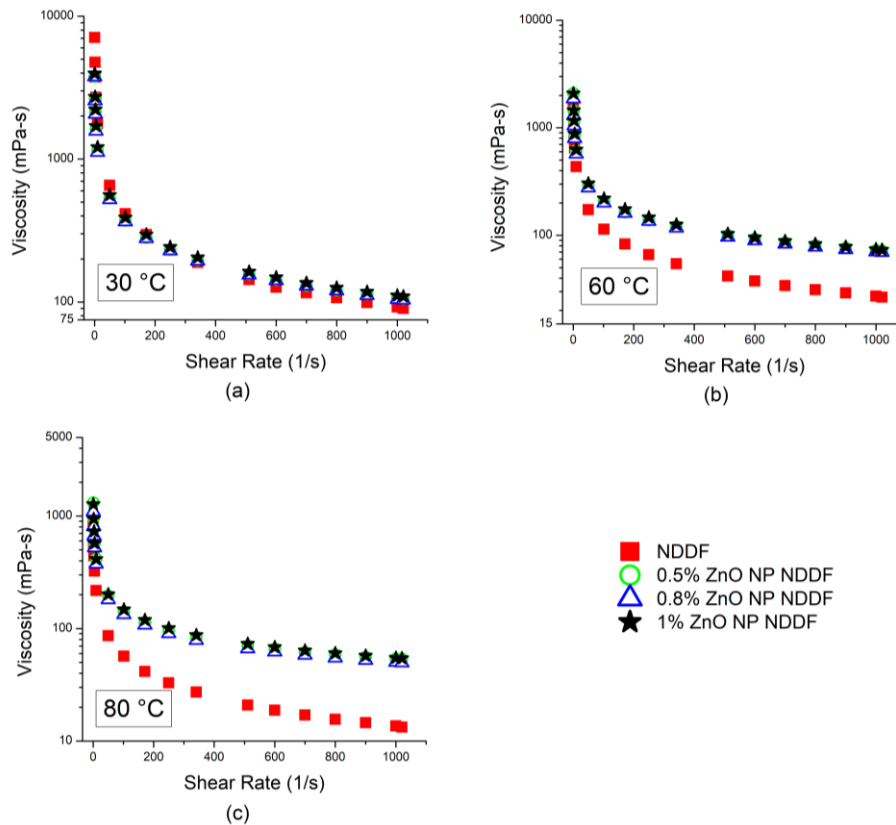 10000
1000
100
75
Viscosity (mPa-s)
30 °C
0 200 400 600 800 1000
Shear Rate (1/s)
(a)
10000
1000
100
15
Viscosity (mPa-s)
60 °C
0 200 400 600 800 1000
Shear Rate (1/s)
(b)
5000
1000
100
10
Viscosity (mPa-s)
80 °C
0 200 400 600 800 1000
Shear Rate (1/s)
(c)
NDDF
0.5% ZnO NP NDDF
0.8% ZnO NP NDDF
1% ZnO NP NDDF